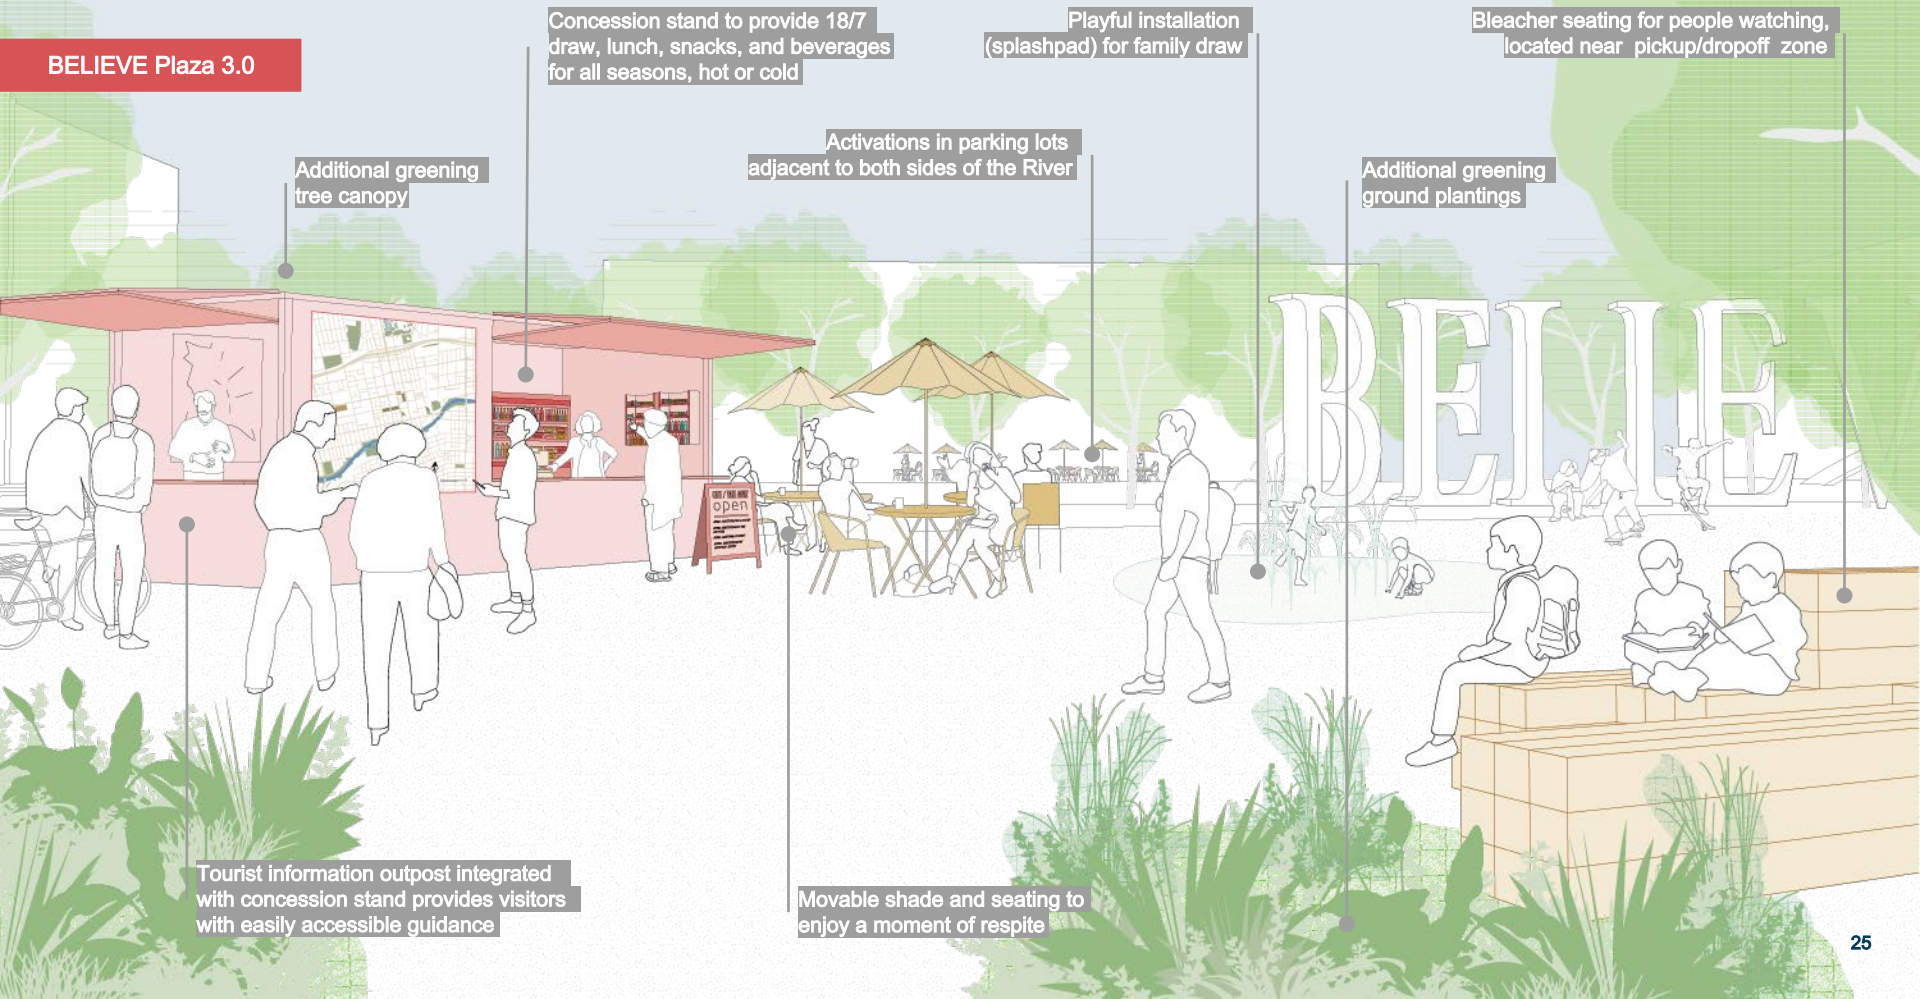 BELIEVE Plaza 3.0
Concession stand to provide 18/7
draw, lunch, snacks, and beverages
for all seasons, hot or cold
Playful installation
(splashpad) for family draw
Bleacher seating for people watching,
located near pickup/dropoff zone
Additional greening
tree canopy
Activations in parking lots
adjacent to both sides of the River
Additional greening
ground plantings
BELIE
open
Tourist information outpost integrated
with concession stand provides visitors
with easily accessible guidance
Movable shade and seating to
enjoy a moment of respite
25